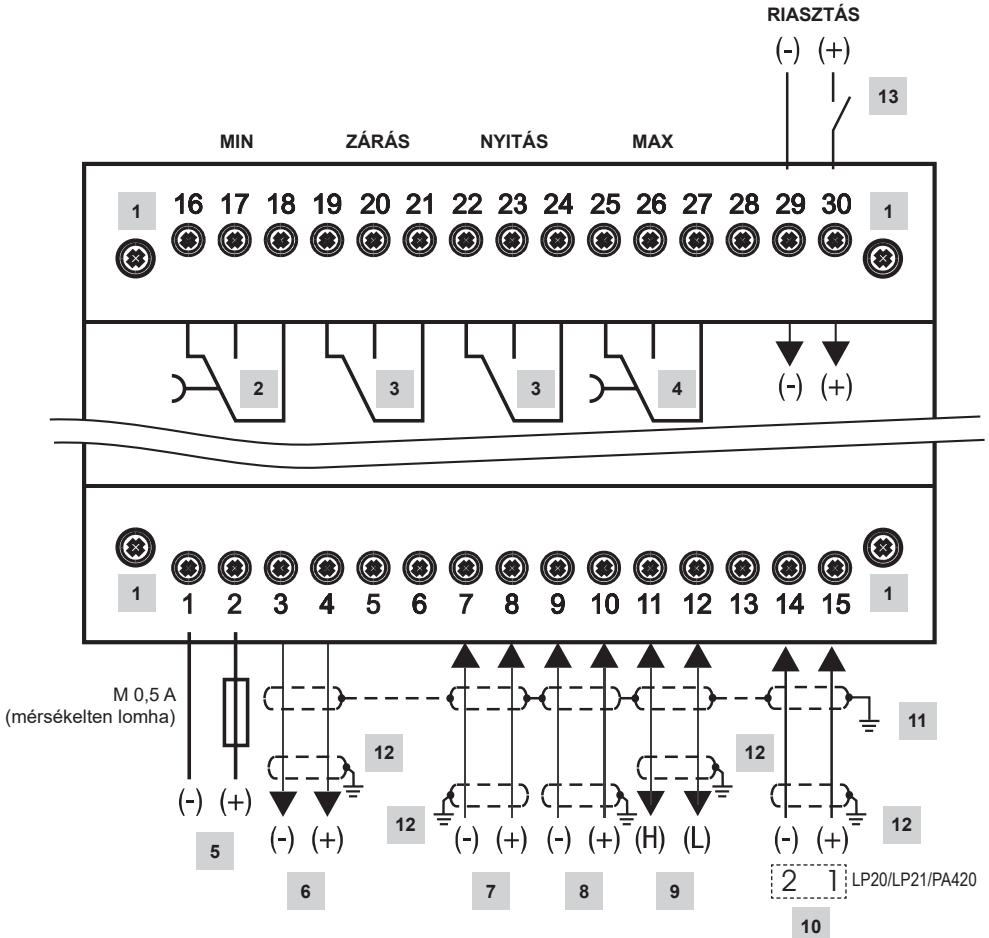 RIASZTÁS
(-) (+)
13
MIN ZÁRÁS NYITÁS MAX
1 16 17 18 19 20 21 22 23 24 25 26 27 28 29 30 1
2 3 3 4
(-) (+)
1 1 2 3 4 5 6 7 8 9 10 11 12 13 14 15 1
M 0,5 A
(mérsékelten lomha)
11
12 12
(-) (+)
12 12
(-) (+) (-) (+) (-) (+) (H) (L) (-) (+)
5
2 1 LP20/LP21/PA420
6 7 8 9
10